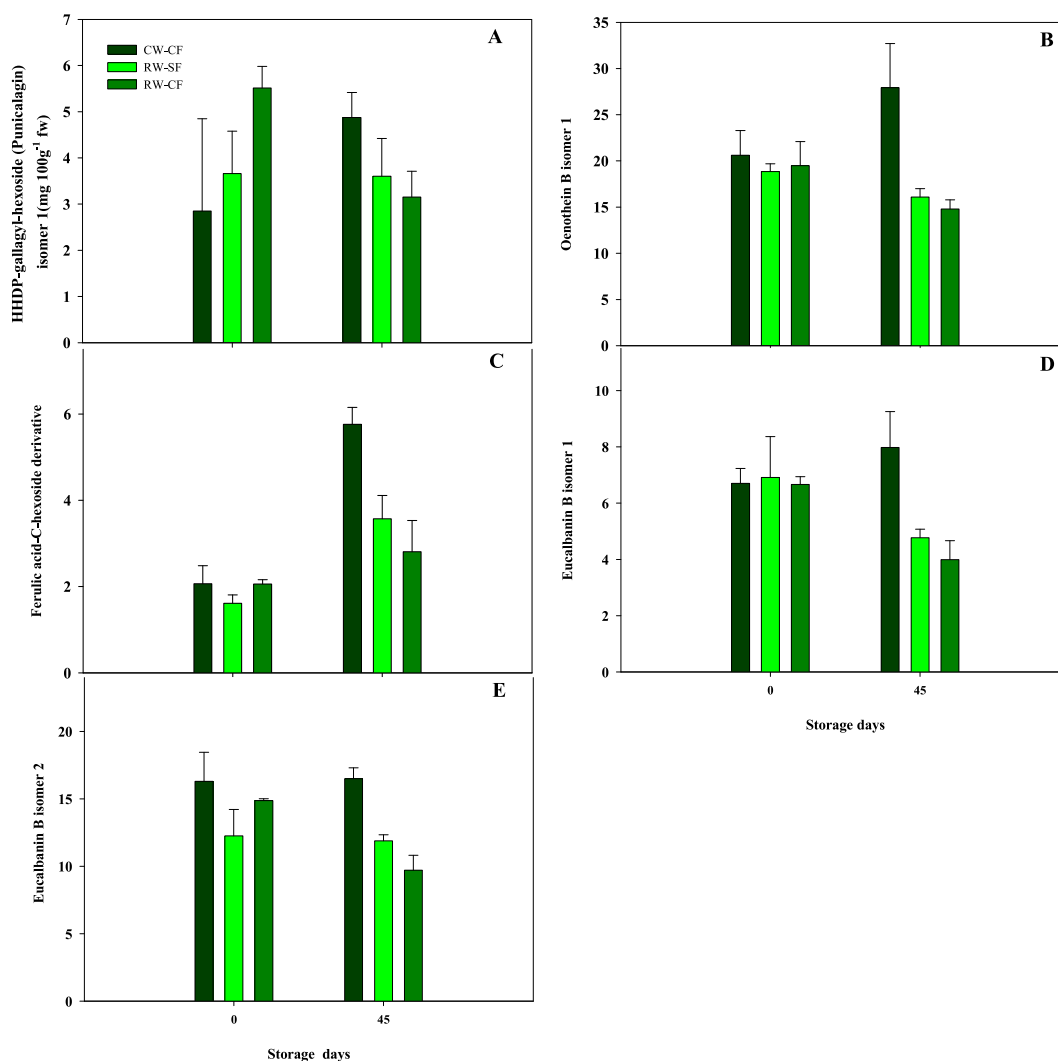 A
CW-CF
RW-SF
RW-CF
HHDP-gallagyl-hexoside (Punicalagin)
isomer 1(mg 100g⁻¹ fw)
7
6
5
4
3
2
1
0
B
Oenothein B isomer 1
35
30
25
20
15
10
5
0
C
Ferulic acid-C-hexoside derivative
6
4
2
0
D
Eucalbanin B isomer 1
10
8
6
4
2
0
0 45
Storage days
E
Eucalbanin B isomer 2
20
15
10
5
0
0 45
Storage days